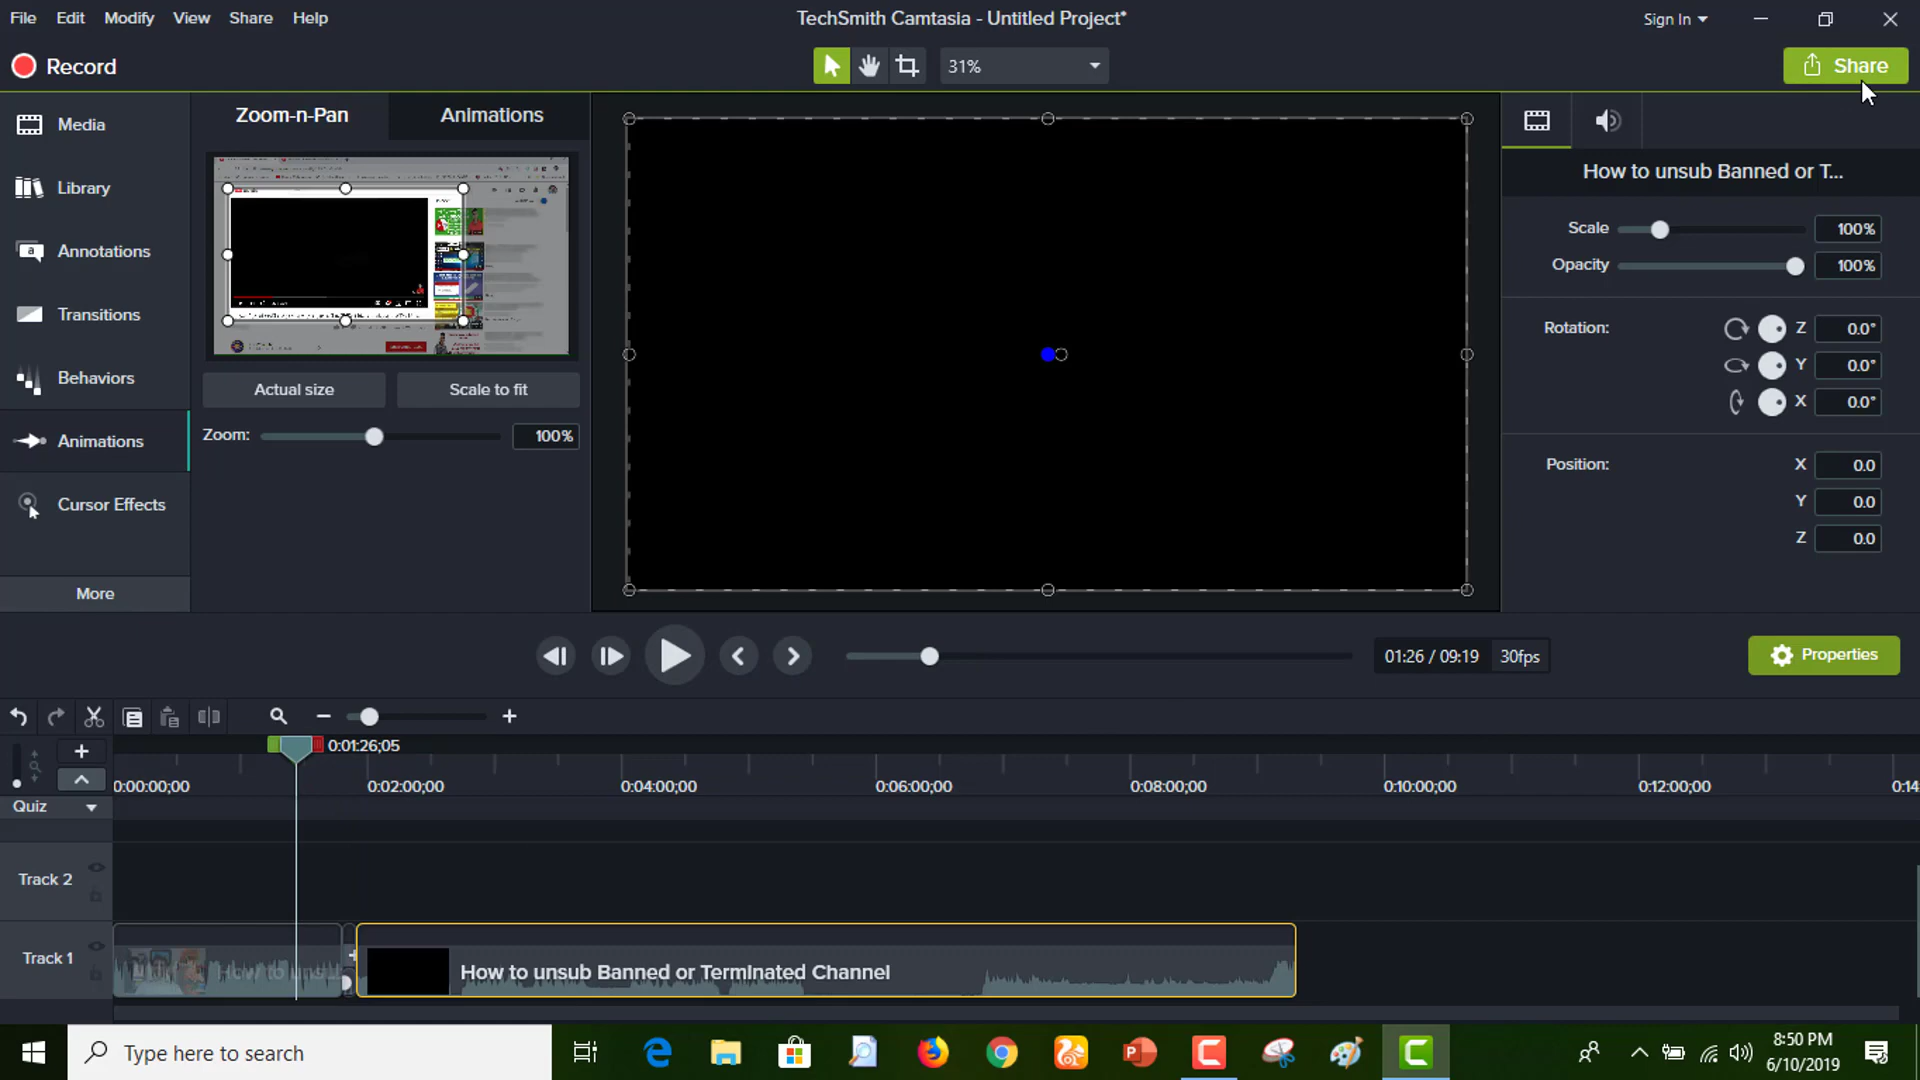 File Edit Modify View Share Help
TechSmith Camtasia - Untitled Project*
Sign In
Record
31%
Share
Media
Library
Annotations
Transitions
Behaviors
Animations
Cursor Effects
More
Zoom-n-Pan Animations
Actual size Scale to fit
Zoom: 100%
How to unsub Banned or T...
Scale 100%
Opacity 100%
Rotation: Z 0.0°
Y 0.0°
X 0.0°
Position: X 0.0
Y 0.0
Z 0.0
01:26 / 09:19 30fps
Properties
0:01:26;05
0:00:00;00 0:02:00;00 0:04:00;00 0:06:00;00 0:08:00;00 0:10:00;00 0:12:00;00 0:14
Quiz
Track 2
Track 1
How to unsu
How to unsub Banned or Terminated Channel
Type here to search
8:50 PM
6/10/2019